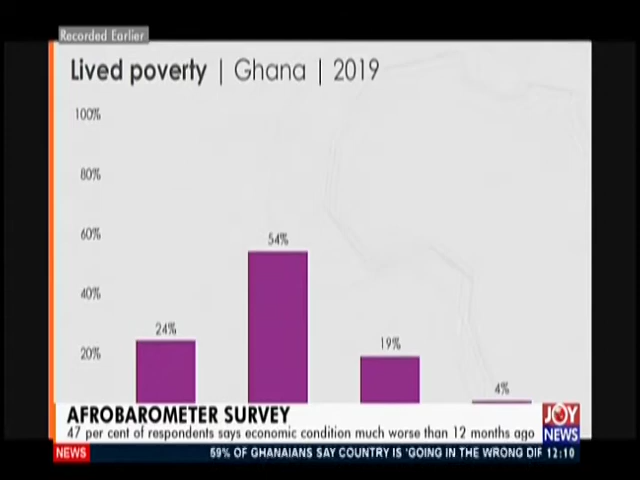 Recorded Earlier
Lived poverty | Ghana | 2019
100%
80%
60%
40%
20%
24%
54%
19%
4%
AFROBAROMETER SURVEY
47 per cent of respondents says economic condition much worse than 12 months ago
JOY
NEWS
NEWS
59% OF GHANAIANS SAY COUNTRY IS 'GOING IN THE WRONG DIR
12:10